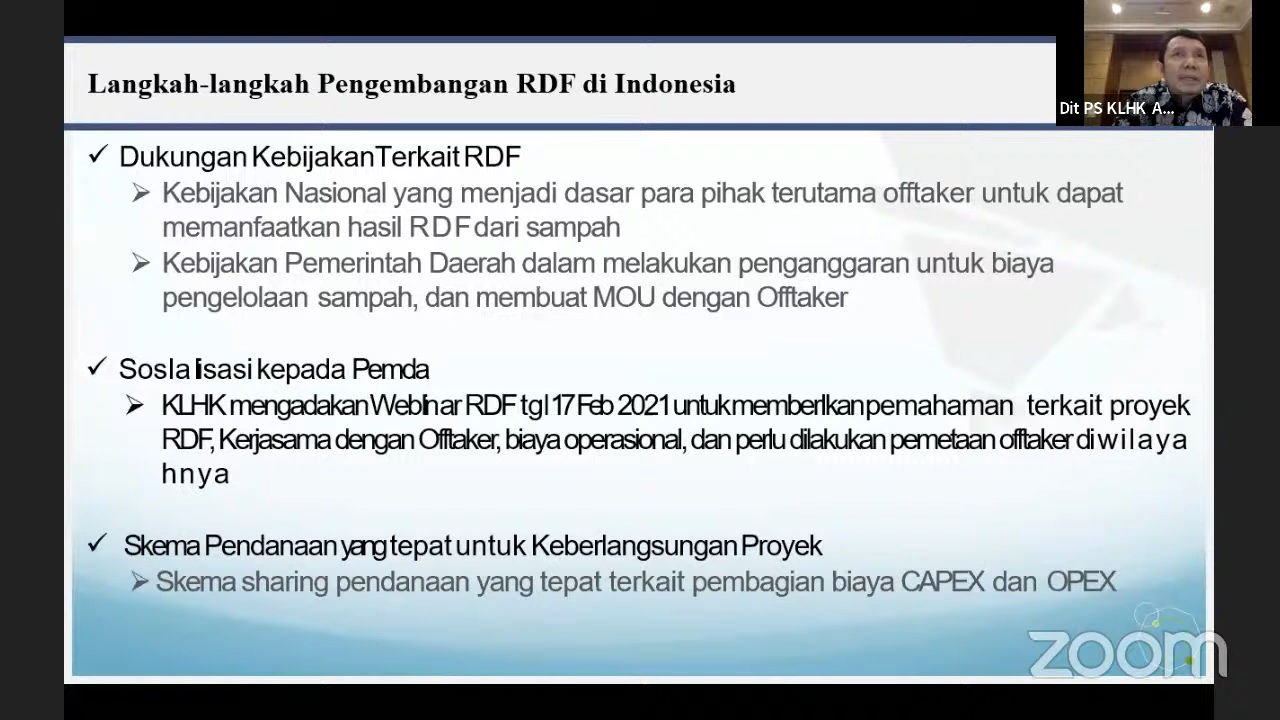 Dit PS KLHK A...
Langkah-langkah Pengembangan RDF di Indonesia
✓ Dukungan KebijakanTerkait RDF
➢ Kebijakan Nasional yang menjadi dasar para pihak terutama offtaker untuk dapat
memanfaatkan hasil RDF dari sampah
➢ Kebijakan Pemerintah Daerah dalam melakukan penganggaran untuk biaya
pengelolaan sampah, dan membuat MOU dengan Offtaker
✓ Sosla lisasi kepada Pemda
➢ KLHK mengadakan Webinar RDF tgl 17 Feb 2021 untuk memberlkan pemahaman terkait proyek
RDF, Kerjasama dengan Offtaker, biaya operasional, dan perlu dilakukan pemetaan offtaker di wilaya
hnya
✓ Skema Pendanaan yang tepat untuk Keberlangsungan Proyek
➢ Skema sharing pendanaan yang tepat terkait pembagian biaya CAPEX dan OPEX
zoom